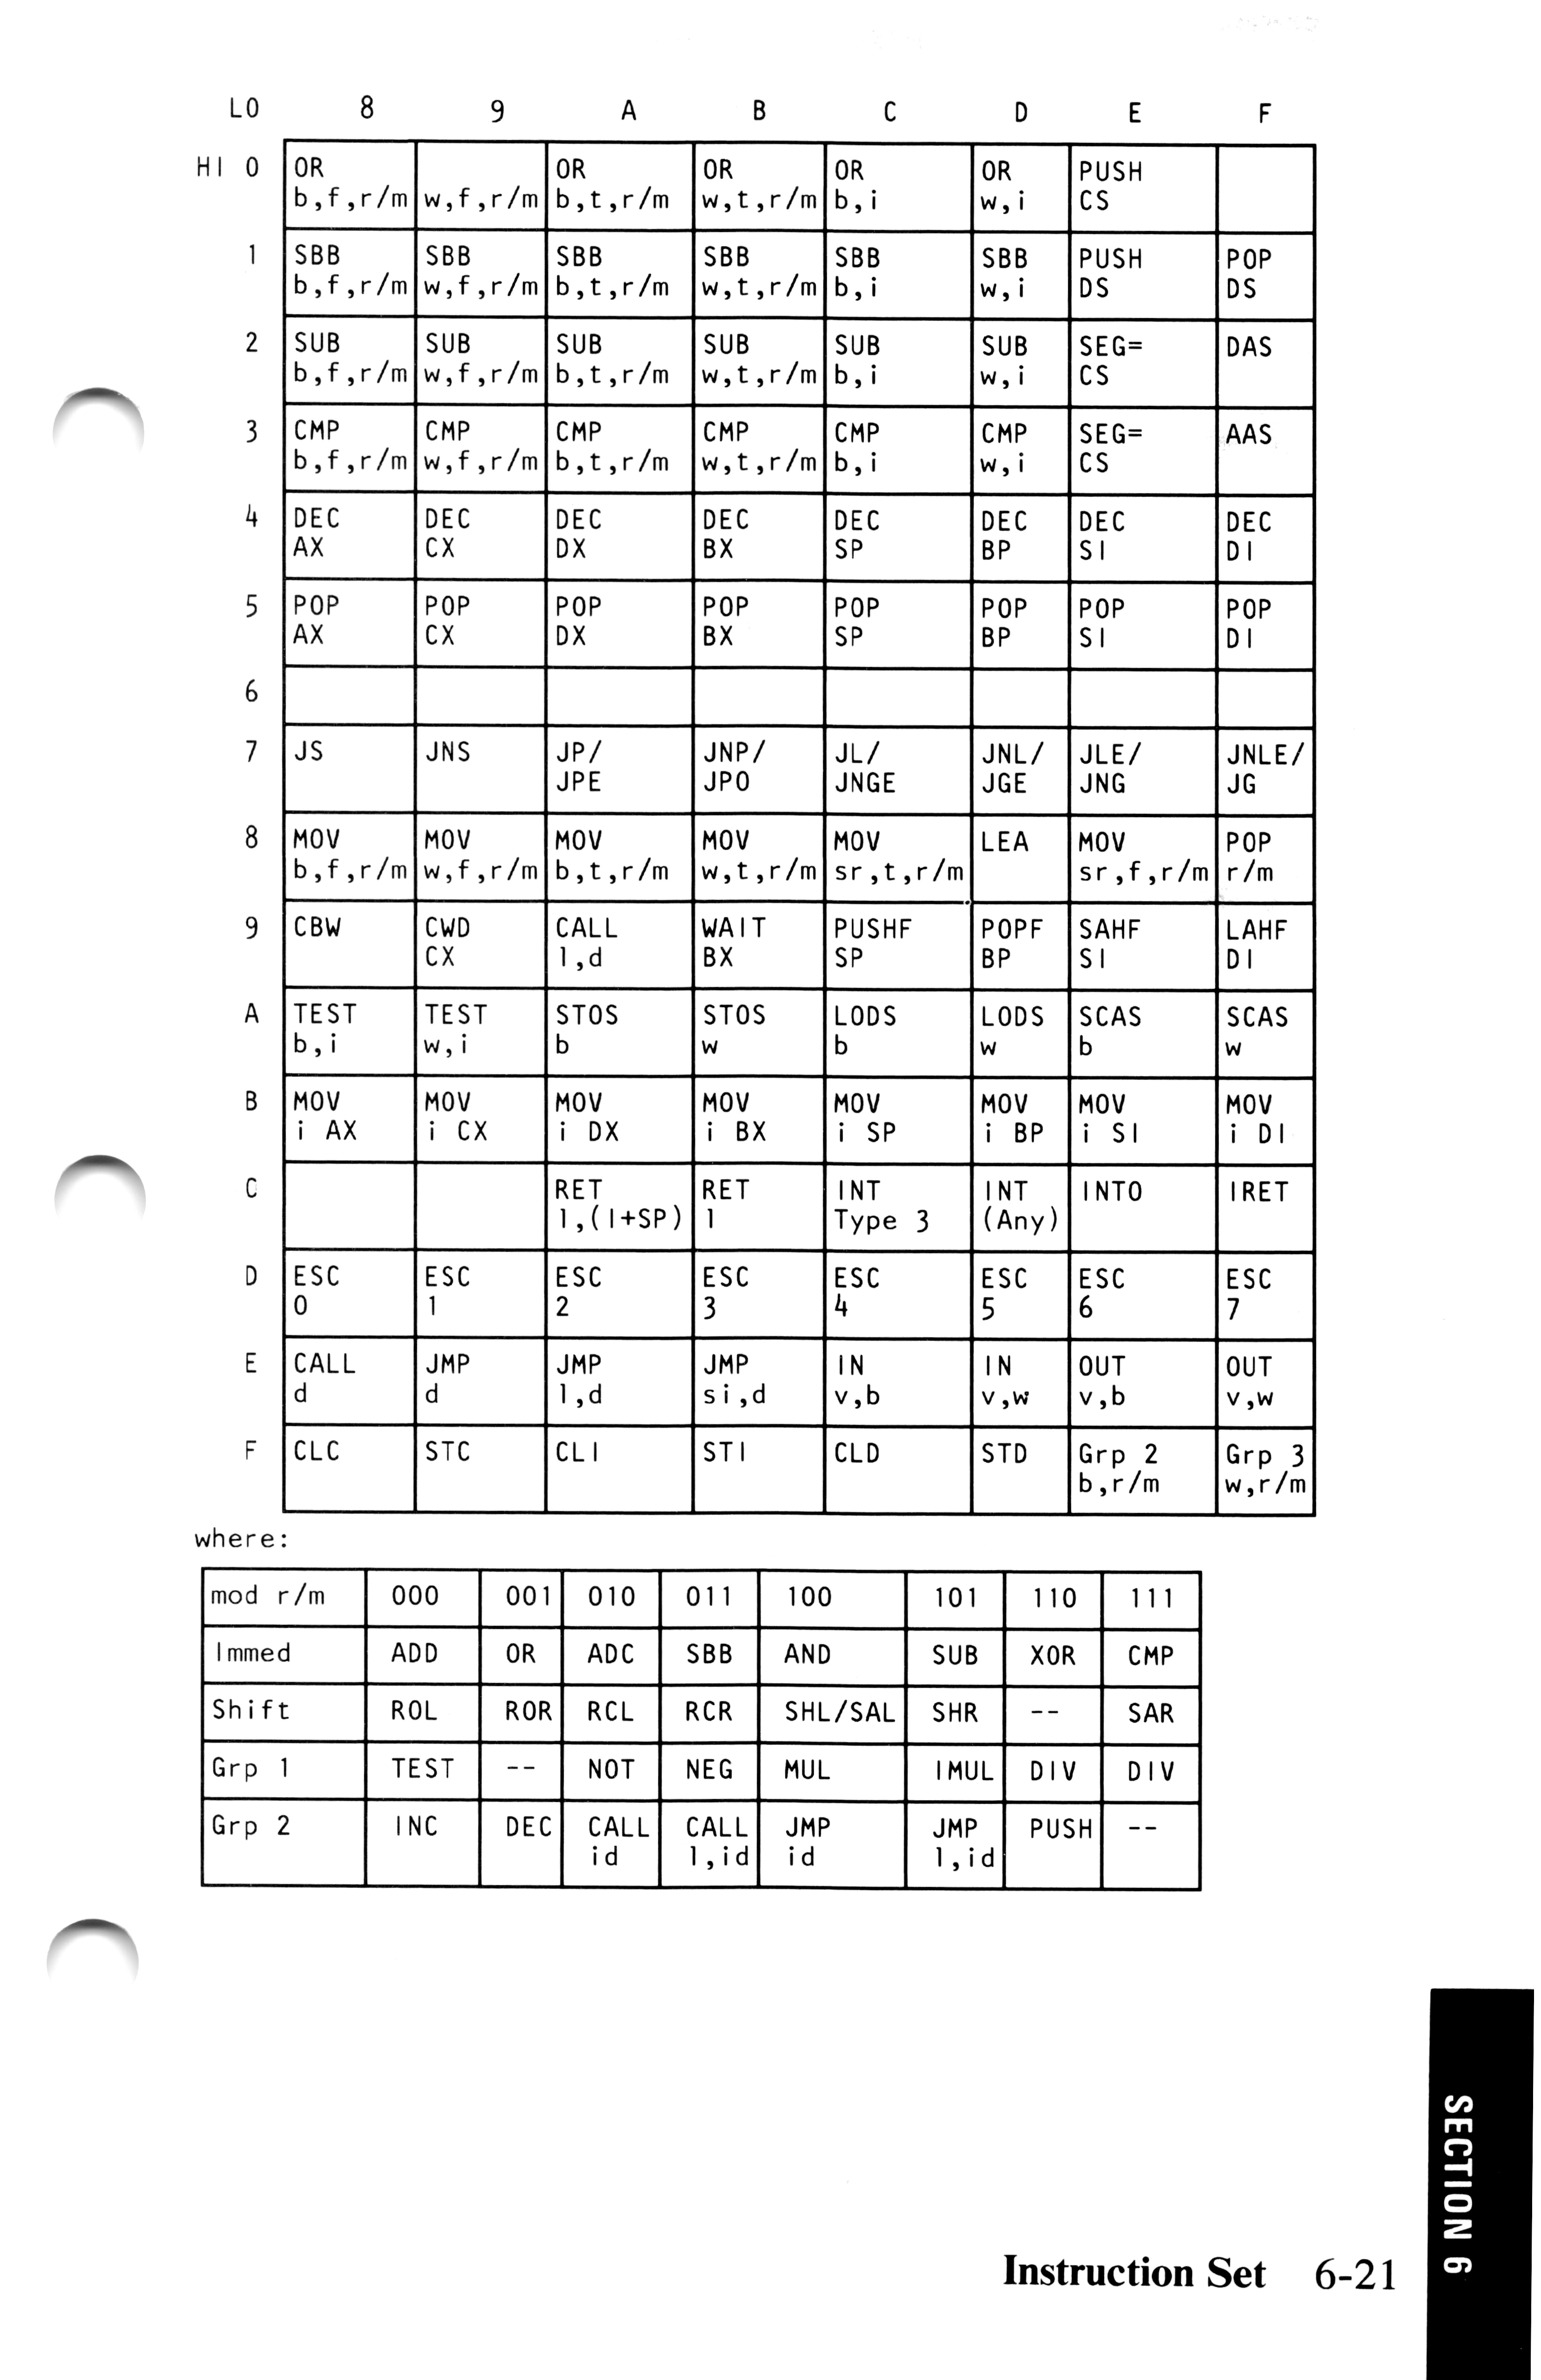 LO 8 9 A B C D E F
HI 0 OR OR OR OR OR PUSH
b,f,r/m w,f,r/m b,t,r/m w,t,r/m b,i w,i CS
1 SBB SBB SBB SBB SBB SBB PUSH POP
b,f,r/m w,f,r/m b,t,r/m w,t,r/m b,i w,i DS DS
2 SUB SUB SUB SUB SUB SUB SEG= DAS
b,f,r/m w,f,r/m b,t,r/m w,t,r/m b,i w,i CS
3 CMP CMP CMP CMP CMP CMP SEG= AAS
b,f,r/m w,f,r/m b,t,r/m w,t,r/m b,i w,i CS
4 DEC DEC DEC DEC DEC DEC DEC DEC
AX CX DX BX SP BP SI DI
5 POP POP POP POP POP POP POP POP
AX CX DX BX SP BP SI DI
6
7 JS JNS JP/ JNP/ JL/ JNL/ JLE/ JNLE/
JPE JPO JNGE JGE JNG JG
8 MOV MOV MOV MOV MOV LEA MOV POP
b,f,r/m w,f,r/m b,t,r/m w,t,r/m sr,t,r/m sr,f,r/m r/m
9 CBW CWD CALL WAIT PUSHF POPF SAHF LAHF
CX l,d BX SP BP SI DI
A TEST TEST STOS STOS LODS LODS SCAS SCAS
b,i w,i b w b w b w
B MOV MOV MOV MOV MOV MOV MOV MOV
i AX i CX i DX i BX i SP i BP i SI i DI
C RET RET INT INT INTO IRET
l,(I+SP) l Type 3 (Any)
D ESC ESC ESC ESC ESC ESC ESC ESC
0 1 2 3 4 5 6 7
E CALL JMP JMP JMP IN IN OUT OUT
d d l,d si,d v,b v,w v,b v,w
F CLC STC CLI STI CLD STD Grp 2 Grp 3
b,r/m w,r/m
where:
mod r/m 000 001 010 011 100 101 110 111
Immed ADD OR ADC SBB AND SUB XOR CMP
Shift ROL ROR RCL RCR SHL/SAL SHR -- SAR
Grp 1 TEST -- NOT NEG MUL IMUL DIV DIV
Grp 2 INC DEC CALL CALL JMP JMP PUSH --
id l,id id l,id
SECTION 6
Instruction Set 6-21